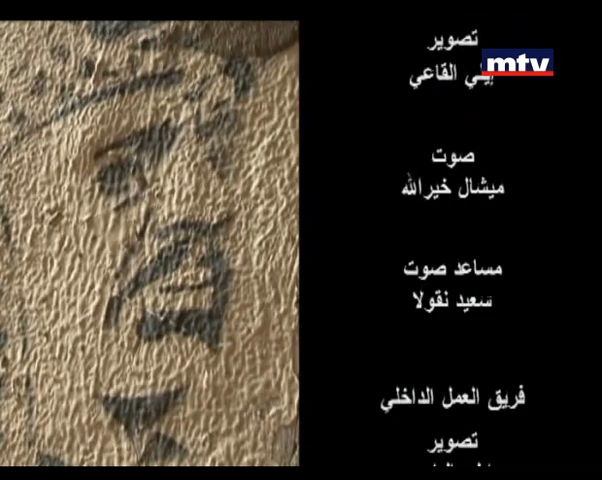 تصوير
mtv
القاعي
صوت
ميشال خيرالله
مساعد صوت
سعيد نقولا
فريق العمل الداخلي
تصوير